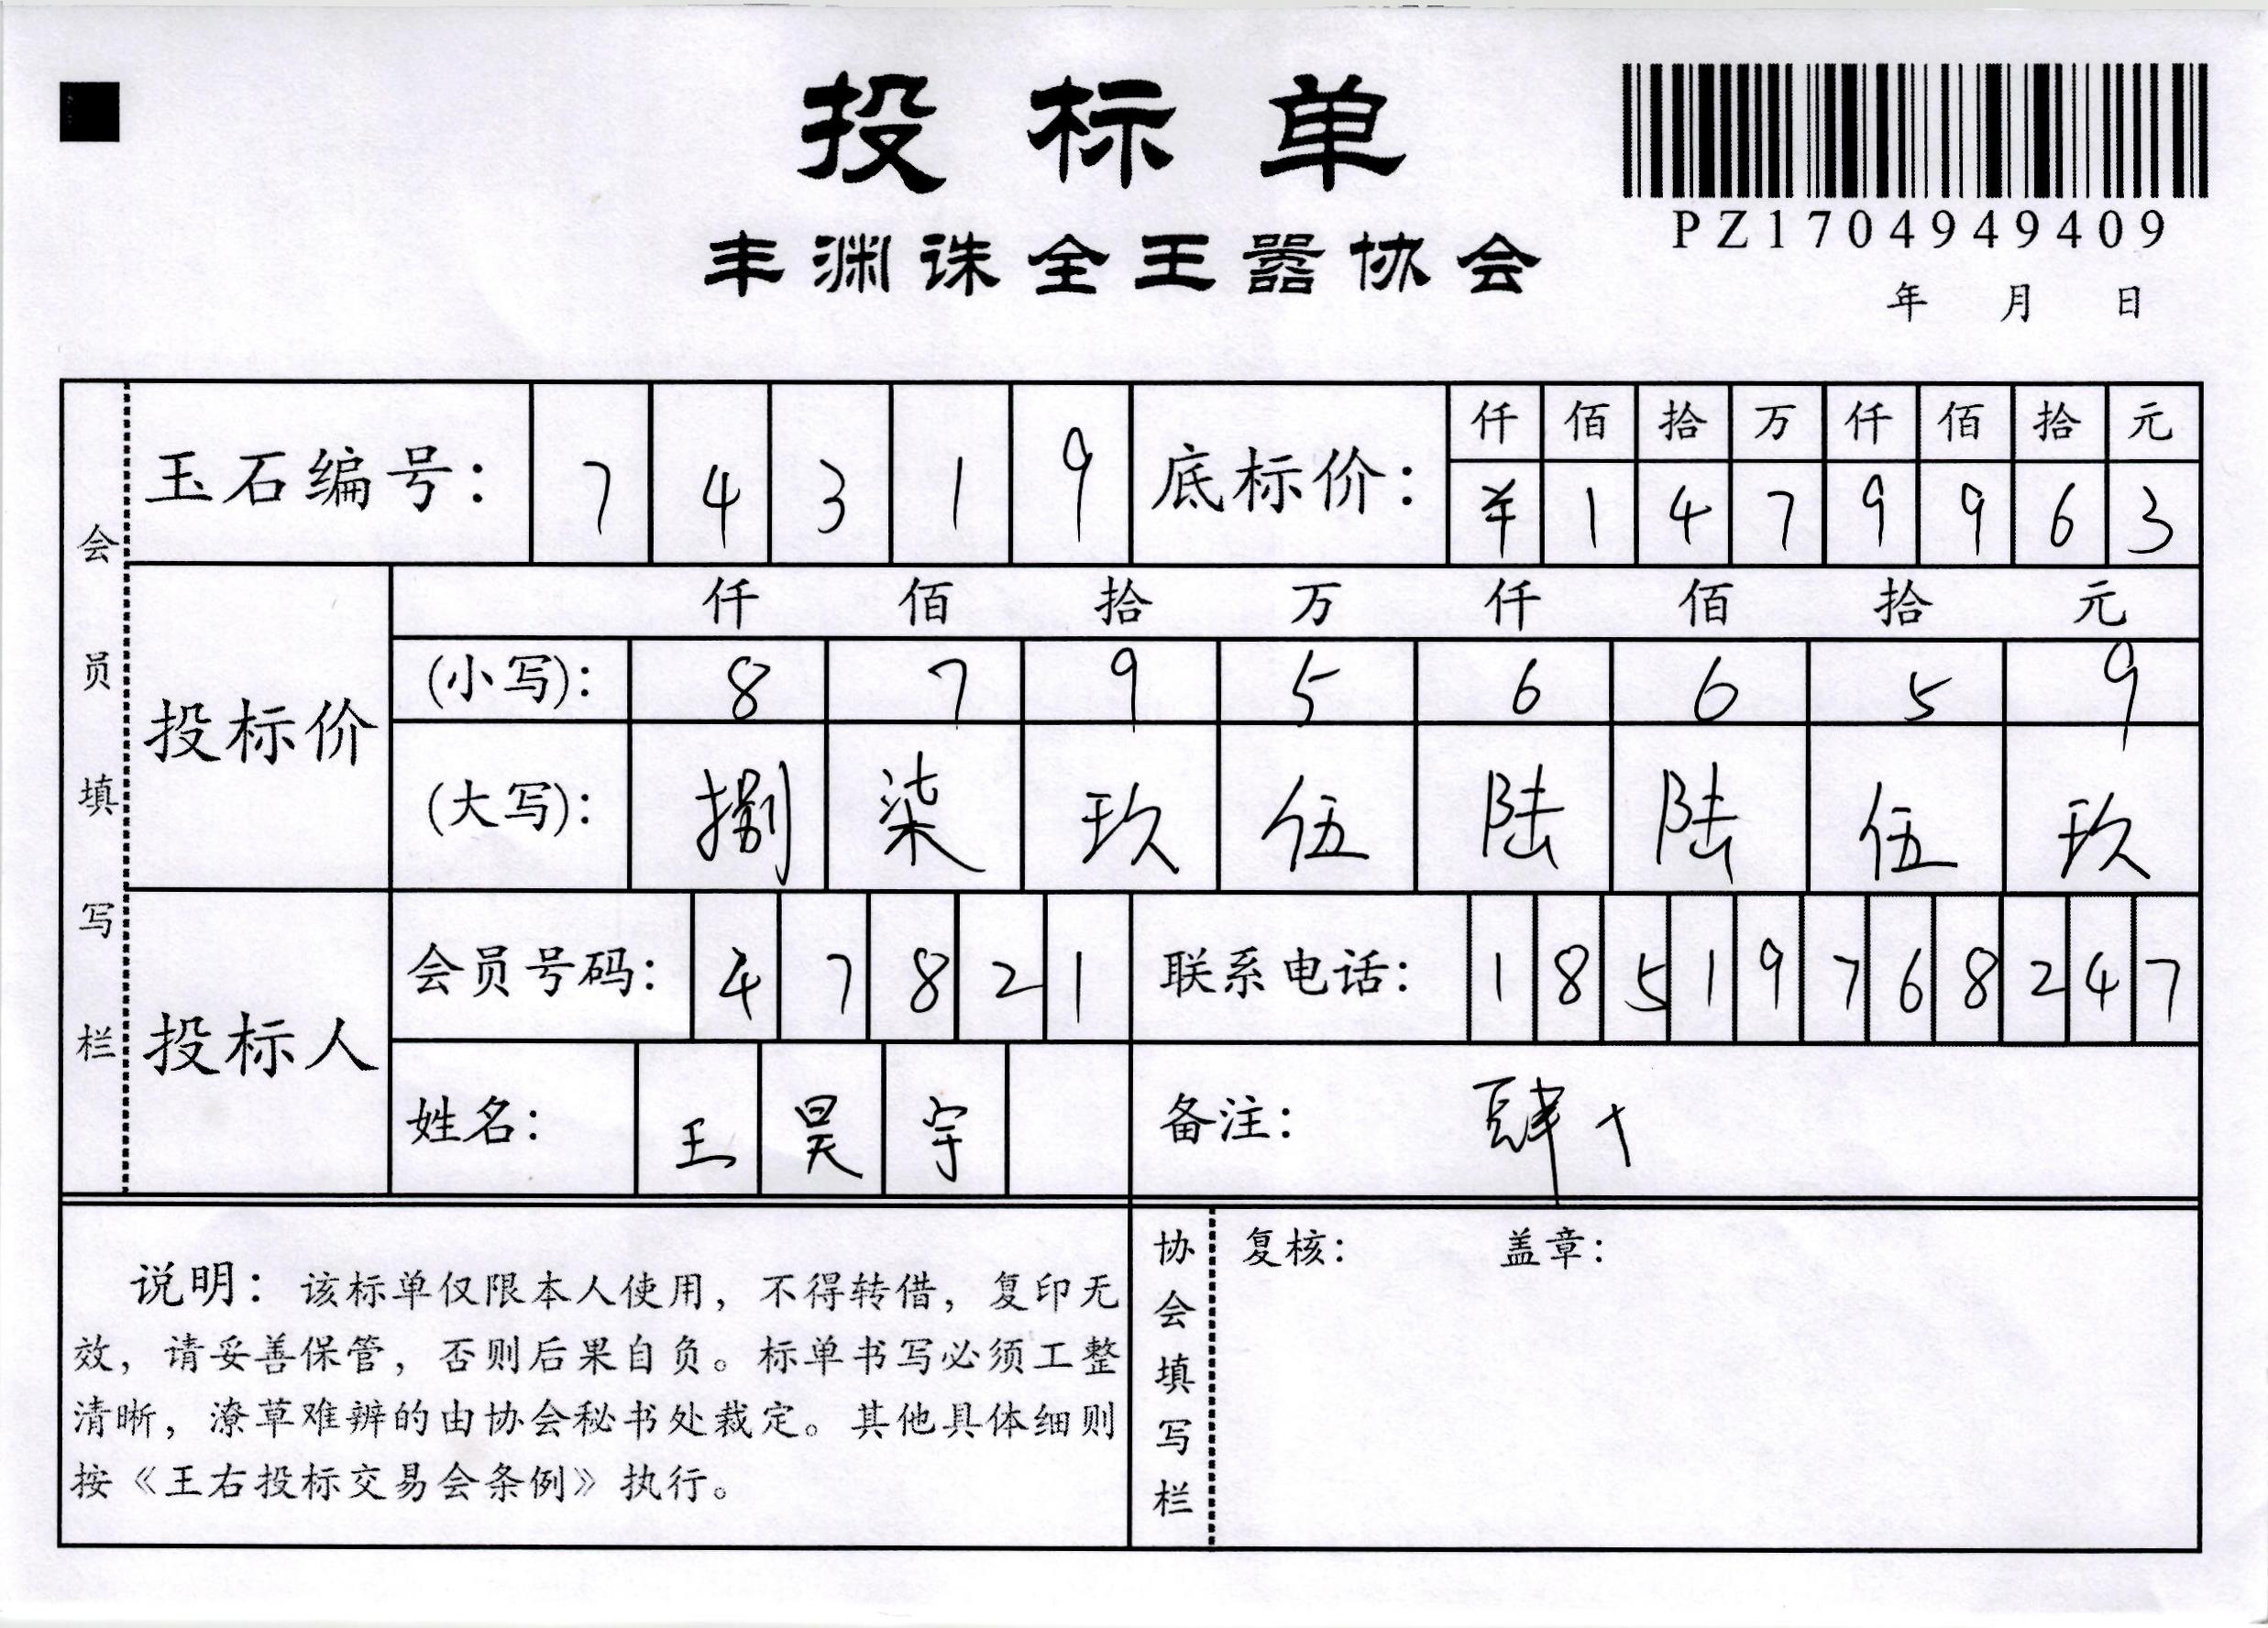 投标单
丰渊诛全王嚣协会
PZ1704949409
年 月 日
会员填写栏
玉石编号： 7 4 3 1 9
底标价： 仟 佰 拾 万 仟 佰 拾 元
¥ 1 4 7 9 9 6 3
投标价
仟 佰 拾 万 仟 佰 拾 元
(小写)： 8 7 9 5 6 6 5 9
(大写)： 捌 柒 玖 伍 陆 陆 伍 玖
投标人
会员号码： 4 7 8 2 1
联系电话： 1 8 5 1 9 7 6 8 2 4 7
姓名： 王 昊 宇
备注： 肆个
说明：该标单仅限本人使用，不得转借，复印无
效，请妥善保管，否则后果自负。标单书写必须工整
清晰，潦草难辨的由协会秘书处裁定。其他具体细则
按《王右投标交易会条例》执行。
协会填写栏
复核： 盖章：